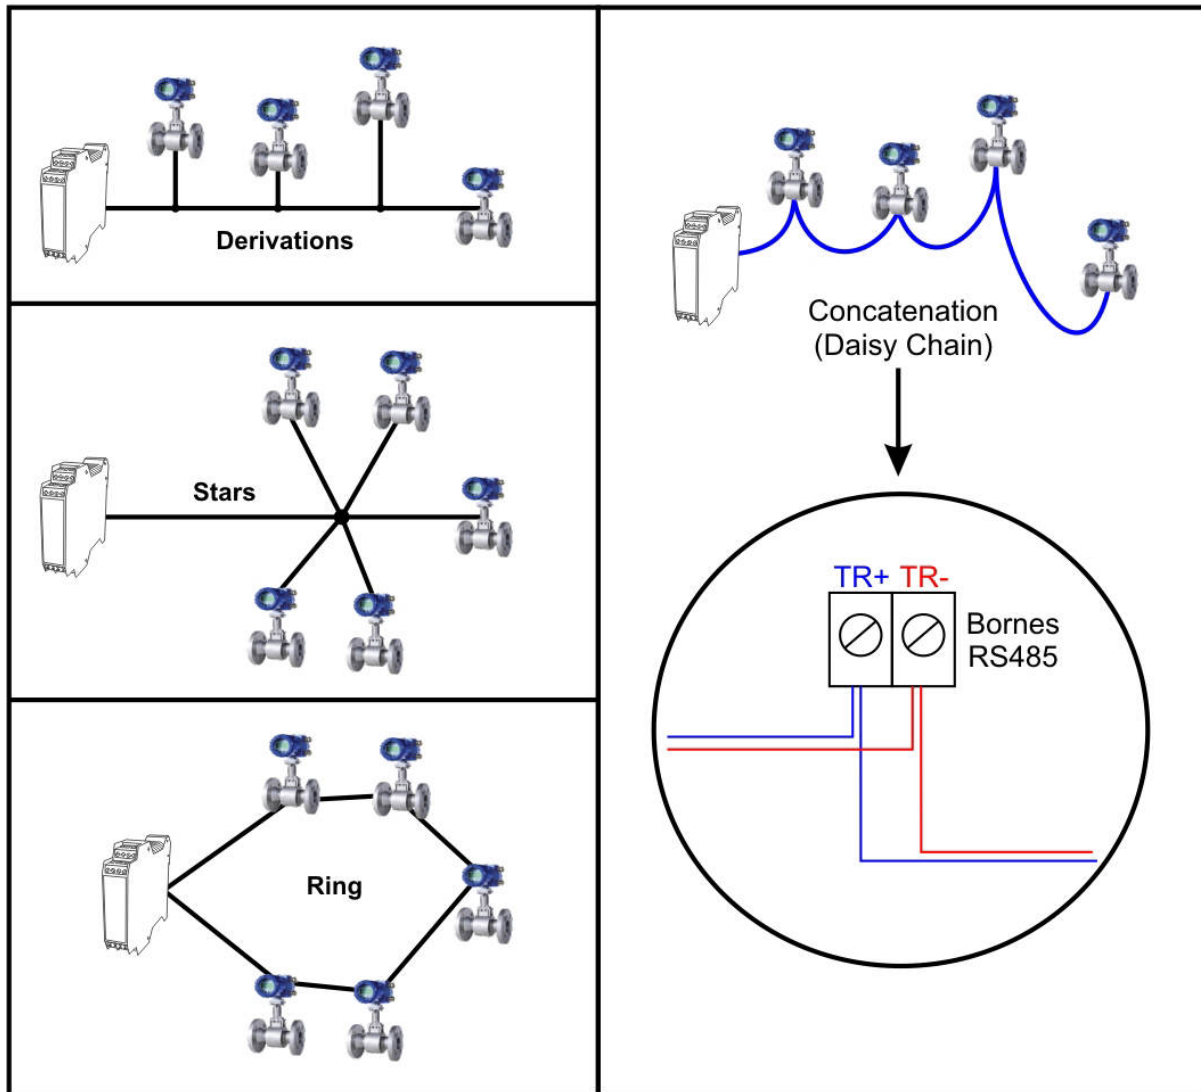 Derivations
Stars
Ring
Concatenation
(Daisy Chain)
TR+ TR-
Bornes
RS485